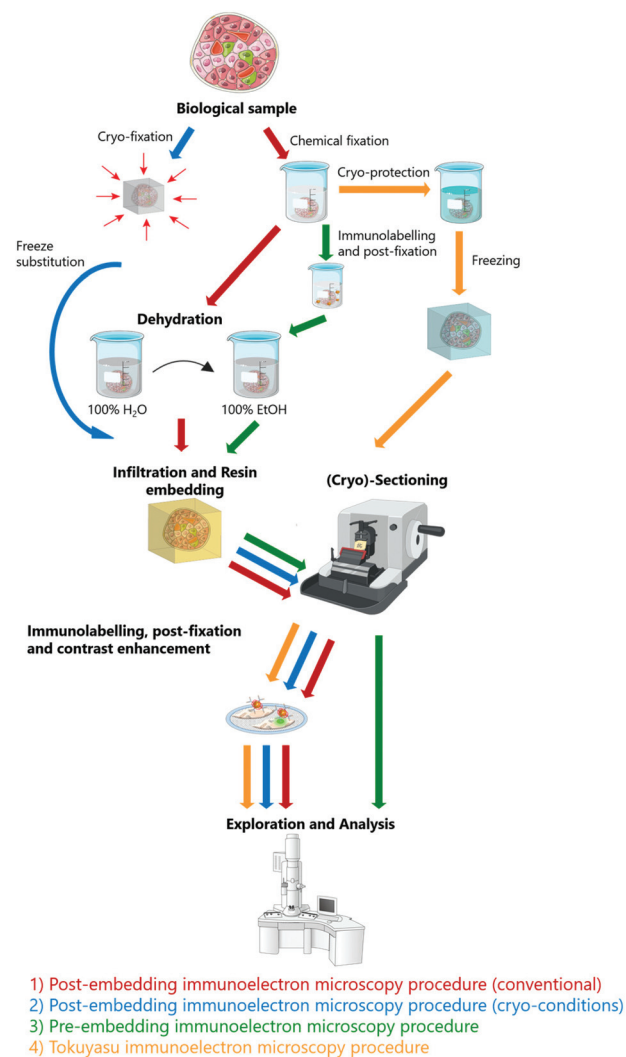 Biological sample
Cryo-fixation
Chemical fixation
Cryo-protection
Freeze
substitution
Immunolabelling
and post-fixation
Freezing
Dehydration
100% H₂O
100% EtOH
Infiltration and Resin
embedding
(Cryo)-Sectioning
Immunolabelling, post-fixation
and contrast enhancement
Exploration and Analysis
1) Post-embedding immunoelectron microscopy procedure (conventional)
2) Post-embedding immunoelectron microscopy procedure (cryo-conditions)
3) Pre-embedding immunoelectron microscopy procedure
4) Tokuyasu immunoelectron microscopy procedure